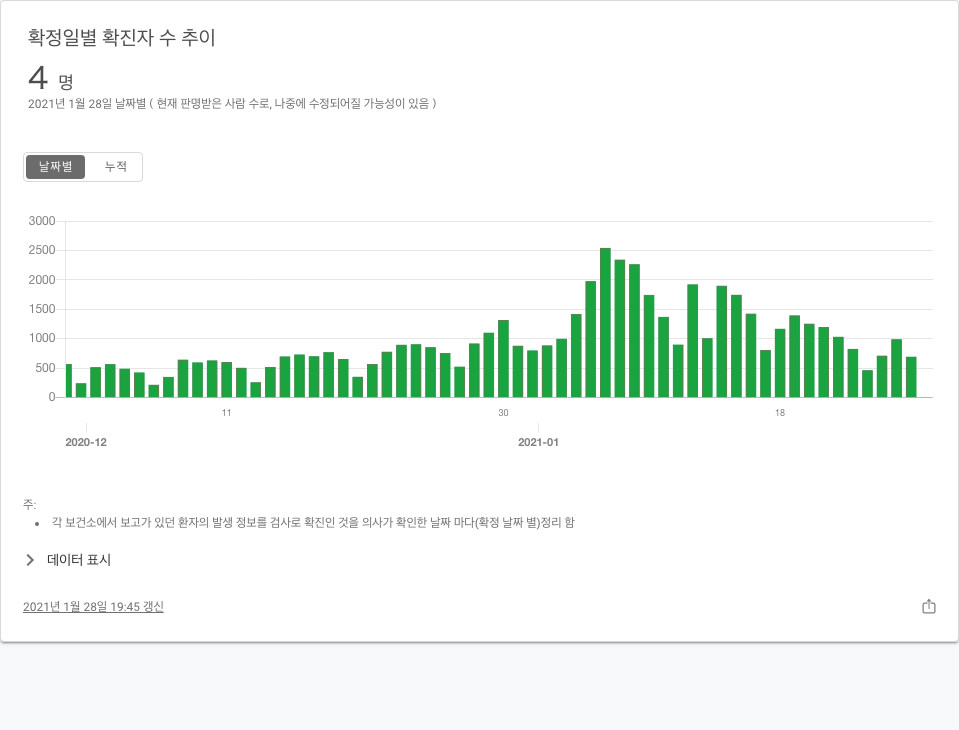 확정일별 확진자 수 추이
4 명
2021년 1월 28일 날짜별 ( 현재 판명받은 사람 수로, 나중에 수정되어질 가능성이 있음 )
날짜별 누적
3000
2500
2000
1500
1000
500
0
11 30 18
2020-12 2021-01
주:
• 각 보건소에서 보고가 있던 환자의 발생 정보를 검사로 확진인 것을 의사가 확인한 날짜 마다(확정 날짜 별)정리 함
데이터 표시
2021년 1월 28일 19:45 갱신